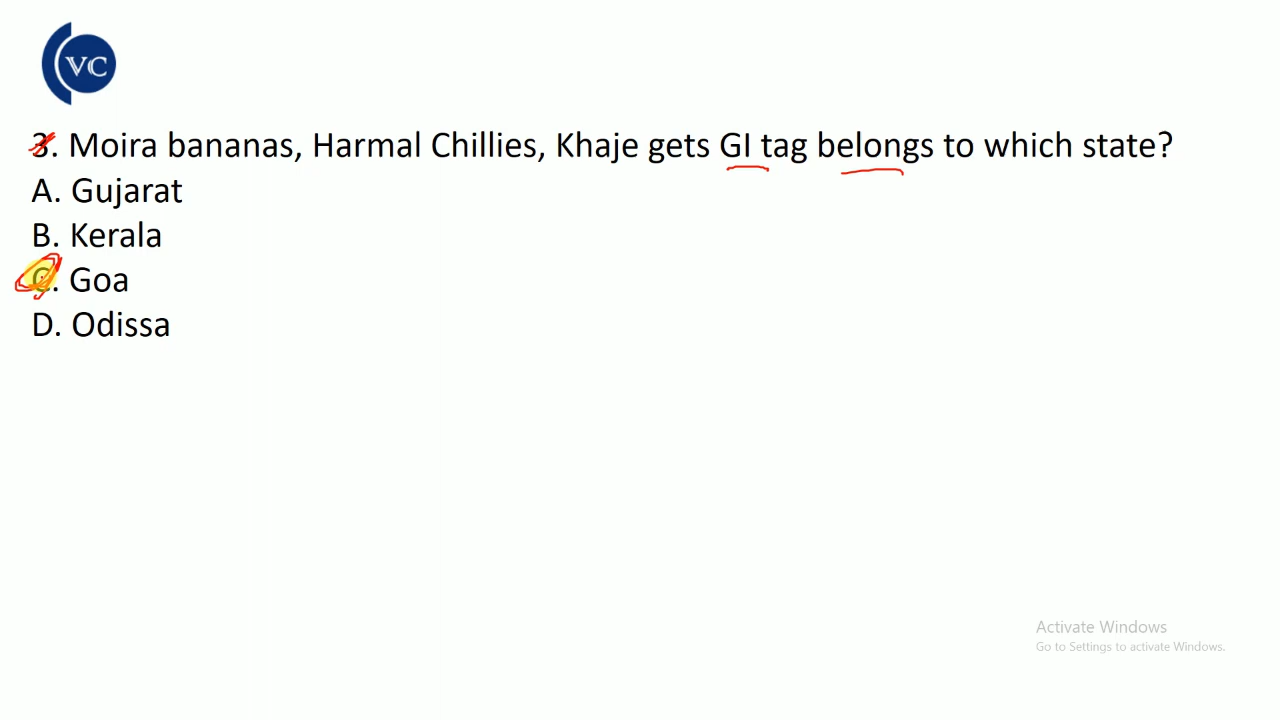 VC
3. Moira bananas, Harmal Chillies, Khaje gets GI tag belongs to which state?
A. Gujarat
B. Kerala
C. Goa
D. Odissa
Activate Windows
Go to Settings to activate Windows.